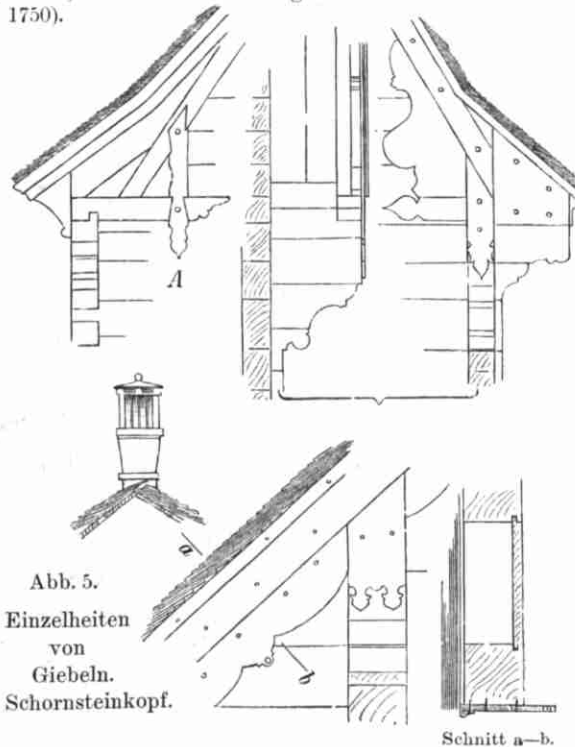 1750).
A
a
Abb. 5.
Einzelheiten
von
Giebeln.
Schornsteinkopf.
b
Schnitt a—b.